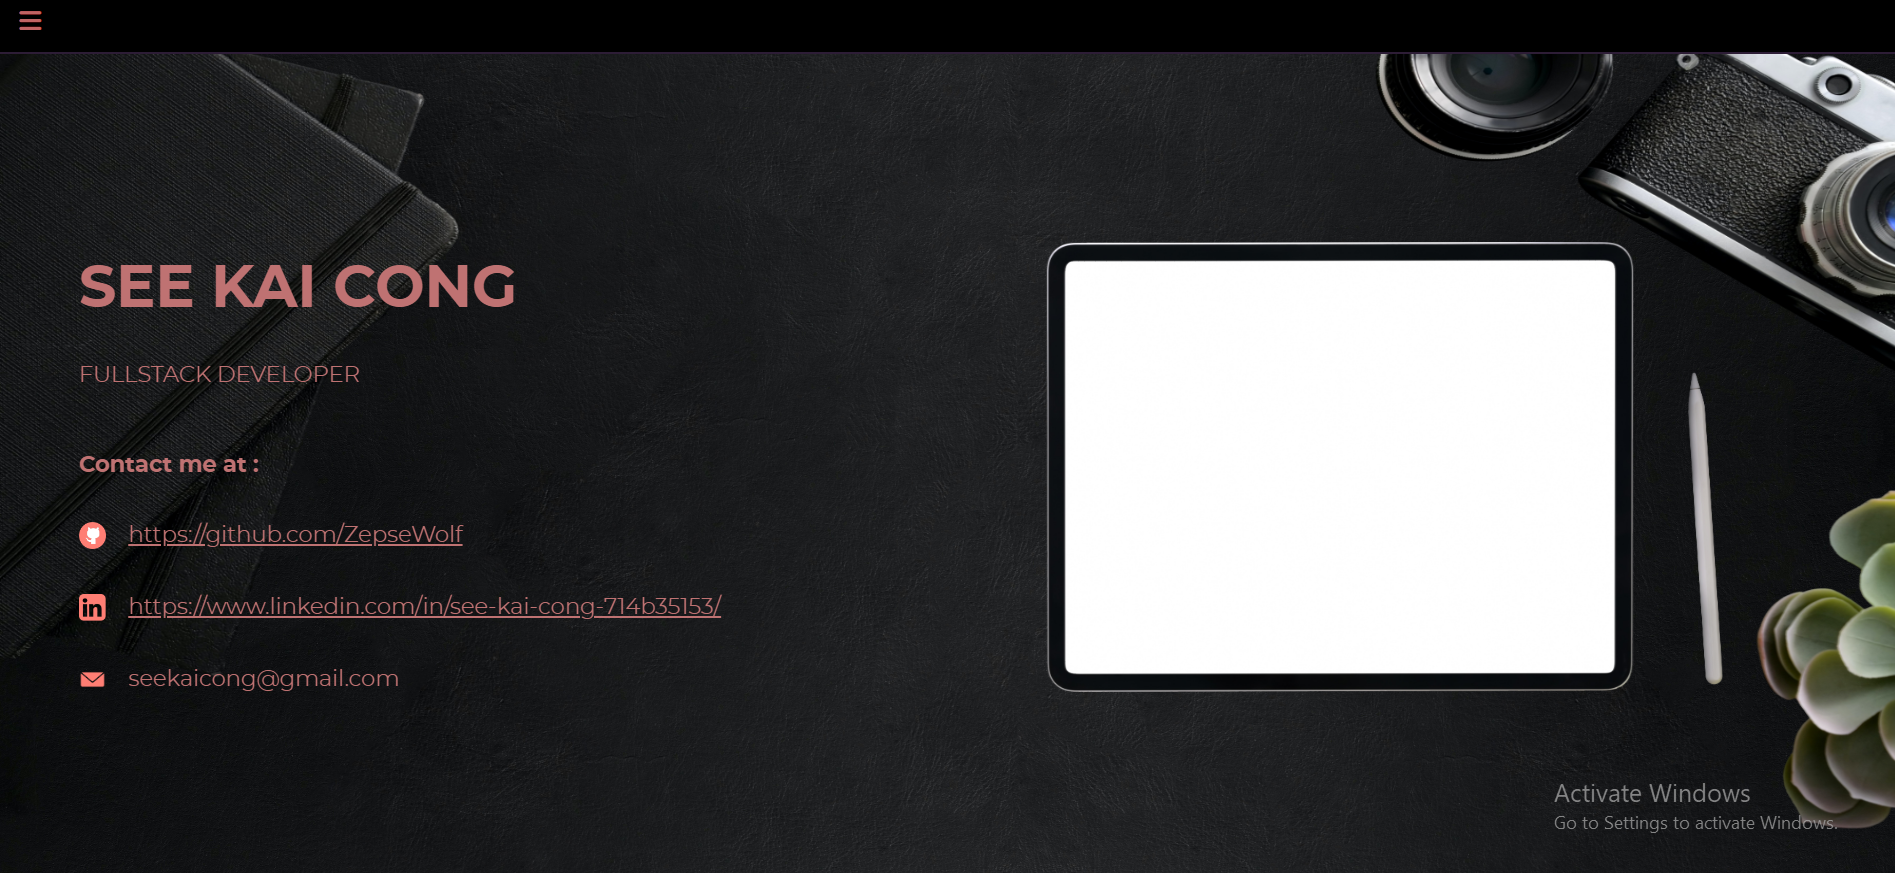 SEE KAI CONG
FULLSTACK DEVELOPER
Contact me at :
https://github.com/ZepseWolf
https://www.linkedin.com/in/see-kai-cong-714b35153/
seekaicong@gmail.com
Activate Windows
Go to Settings to activate Windows.